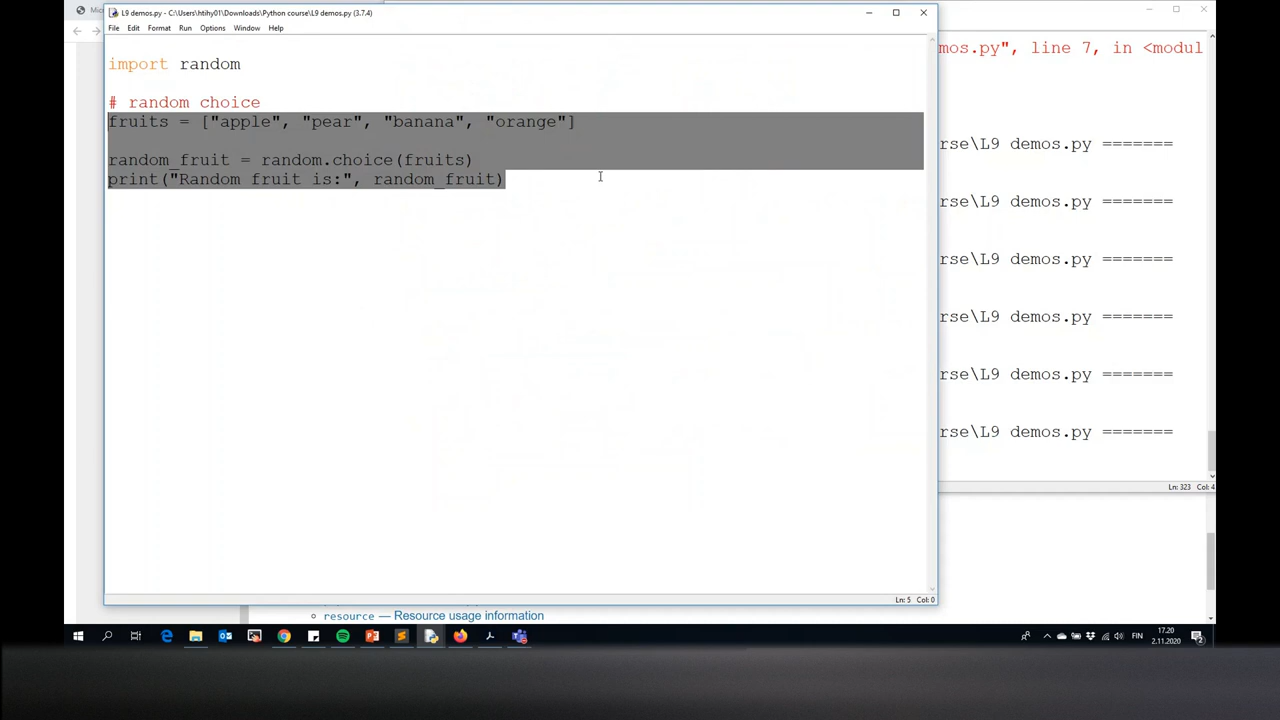 L9 demos.py - C:\Users\htihy01\Downloads\Python course\L9 demos.py (3.7.4)
File Edit Format Run Options Window Help
import random
# random choice
fruits = ["apple", "pear", "banana", "orange"]
random_fruit = random.choice(fruits)
print("Random fruit is:", random_fruit)
Ln: 5 Col: 0
mos.py", line 7, in <modul
rse\L9 demos.py =======
rse\L9 demos.py =======
rse\L9 demos.py =======
rse\L9 demos.py =======
rse\L9 demos.py =======
rse\L9 demos.py =======
Ln: 323 Col: 4
resource — Resource usage information
FIN
17.20
2.11.2020
2